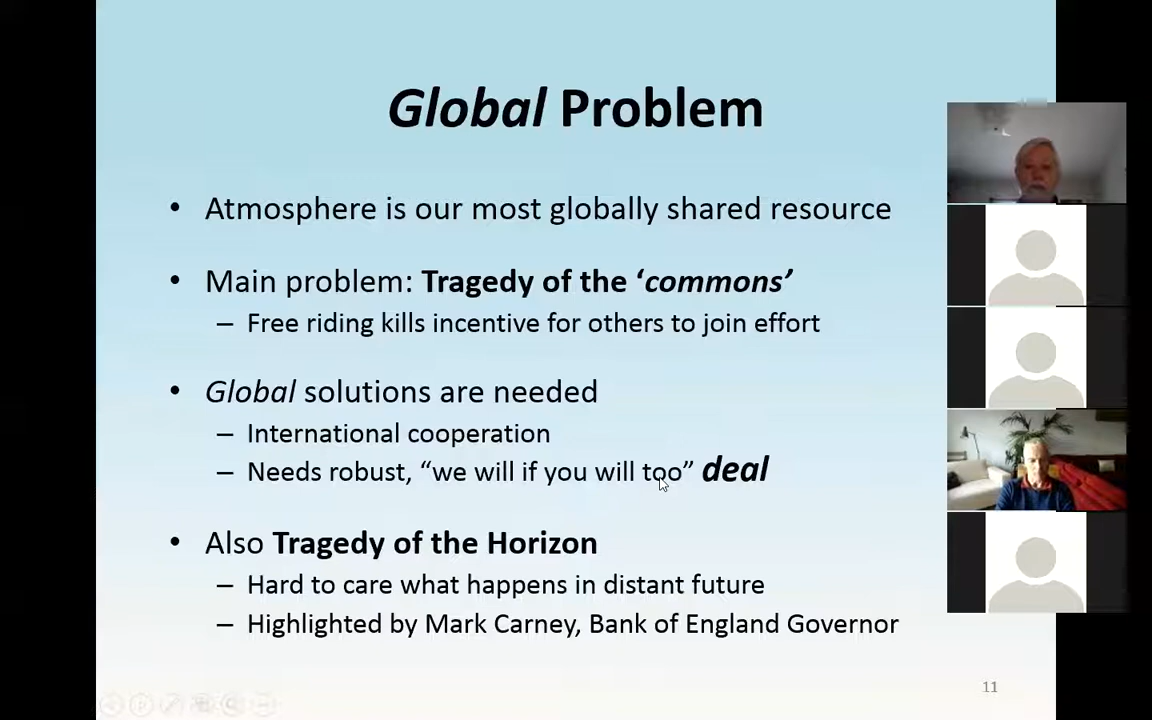 Global Problem
• Atmosphere is our most globally shared resource
• Main problem: Tragedy of the ‘commons’
– Free riding kills incentive for others to join effort
• Global solutions are needed
– International cooperation
– Needs robust, “we will if you will too” deal
• Also Tragedy of the Horizon
– Hard to care what happens in distant future
– Highlighted by Mark Carney, Bank of England Governor
11